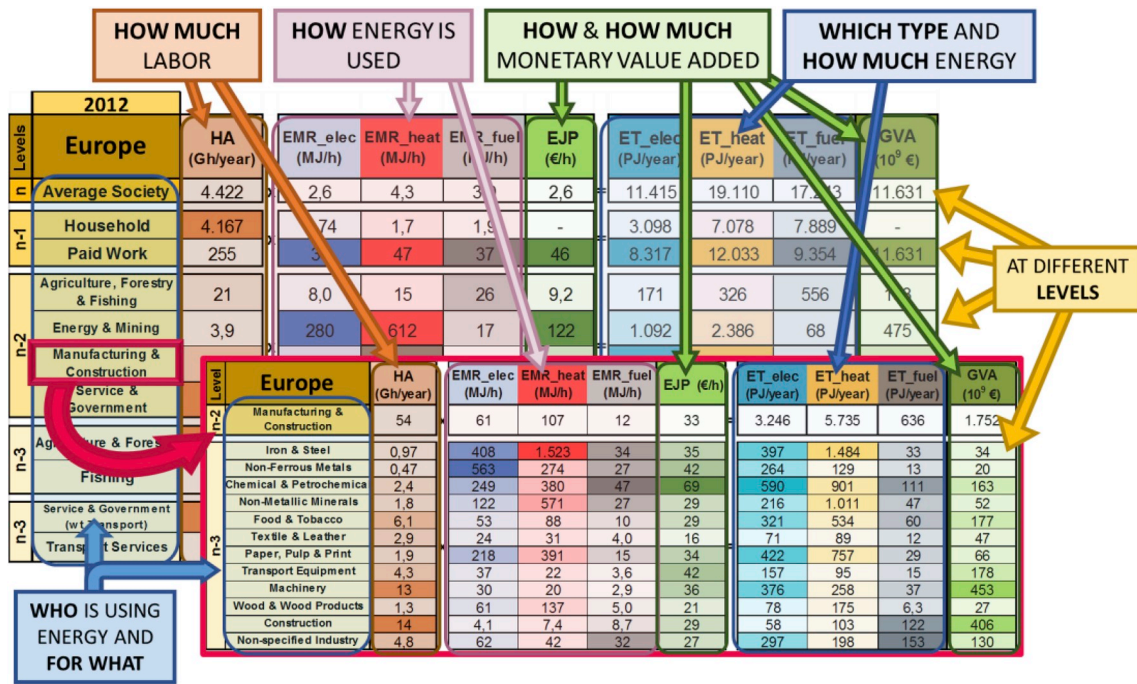 HOW MUCH
LABOR
HOW ENERGY IS
USED
HOW & HOW MUCH
MONETARY VALUE ADDED
WHICH TYPE AND
HOW MUCH ENERGY
2012
Levels Europe HA (Gh/year) EMR_elec (MJ/h) EMR_heat (MJ/h) EMR_fuel (MJ/h) EJP (€/h) ET_elec (PJ/year) ET_heat (PJ/year) ET_fuel (PJ/year) GVA (10⁹ €)
n Average Society 4.422 2,6 4,3 2,6 = 11.415 19.110 11.631
n-1
Household 4.167 1,7 1,9 - 3.098 7.078 7.889 -
Paid Work 255 47 37 46 8.317 12.033 9.354 11.631
n-2
Agriculture, Forestry & Fishing 21 8,0 15 26 9,2 171 326 556
Energy & Mining 3,9 280 612 17 122 1.092 2.386 68 475
Manufacturing & Construction
Service & Government
n-3
Fishing
n-3
Service & Government
Transport Services
AT DIFFERENT
LEVELS
Level Europe HA (Gh/year) EMR_elec (MJ/h) EMR_heat (MJ/h) EMR_fuel (MJ/h) EJP (€/h) ET_elec (PJ/year) ET_heat (PJ/year) ET_fuel (PJ/year) GVA (10⁹ €)
n-2 Manufacturing & Construction 54 61 107 12 33 3.246 5.735 636 1.752
n-3
Iron & Steel 0,97 408 1.523 34 35 397 1.484 33 34
Non-Ferrous Metals 0,47 563 274 27 42 264 129 13 20
Chemical & Petrochemica 2,4 249 380 47 69 590 901 111 163
Non-Metallic Minerals 1,8 122 571 27 29 216 1.011 47 52
Food & Tobacco 6,1 53 88 10 29 321 534 60 177
Textile & Leather 2,9 24 31 4,0 16 71 89 12 47
Paper, Pulp & Print 1,9 218 391 15 34 422 757 29 66
Transport Equipment 4,3 37 22 3,6 42 157 95 15 178
Machinery 13 30 20 2,9 36 376 258 37 453
Wood & Wood Products 1,3 61 137 5,0 21 78 175 6,3 27
Construction 14 4,1 7,4 8,7 29 58 103 122 406
Non-specified Industry 4,8 62 42 32 27 297 198 153 130
WHO IS USING
ENERGY AND
FOR WHAT